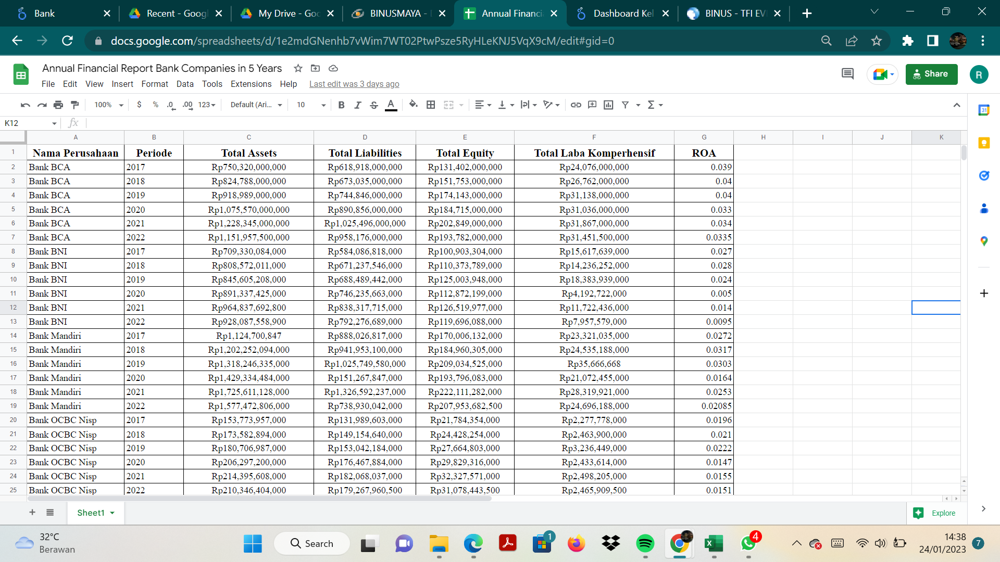 Bank
Recent - Googl
My Drive - Goo
BINUSMAYA - 
Annual Financi
Dashboard Kel
BINUS - TFI EV
docs.google.com/spreadsheets/d/1e2mdGNenhb7vWim7WT02PtwPsze5RyHLeKNJ5VqX9cM/edit#gid=0
Annual Financial Report Bank Companies in 5 Years
Share
R
File Edit View Insert Format Data Tools Extensions Help Last edit was 3 days ago
100% $ % .0 .00 123 Default (Ari... 10 B I S A
31
K12 fx
A B C D E F G H I J K
1 Nama Perusahaan Periode Total Assets Total Liabilities Total Equity Total Laba Komperhensif ROA
2 Bank BCA 2017 Rp750,320,000,000 Rp618,918,000,000 Rp131,402,000,000 Rp24,076,000,000 0.039
3 Bank BCA 2018 Rp824,788,000,000 Rp673,035,000,000 Rp151,753,000,000 Rp26,762,000,000 0.04
4 Bank BCA 2019 Rp918,989,000,000 Rp744,846,000,000 Rp174,143,000,000 Rp31,138,000,000 0.04
5 Bank BCA 2020 Rp1,075,570,000,000 Rp890,856,000,000 Rp184,715,000,000 Rp31,036,000,000 0.033
6 Bank BCA 2021 Rp1,228,345,000,000 Rp1,025,496,000,000 Rp202,849,000,000 Rp31,867,000,000 0.034
7 Bank BCA 2022 Rp1,151,957,500,000 Rp958,176,000,000 Rp193,782,000,000 Rp31,451,500,000 0.0335
8 Bank BNI 2017 Rp709,330,084,000 Rp584,086,818,000 Rp100,903,304,000 Rp15,617,639,000 0.027
9 Bank BNI 2018 Rp808,572,011,000 Rp671,237,546,000 Rp110,373,789,000 Rp14,236,252,000 0.028
10 Bank BNI 2019 Rp845,605,208,000 Rp688,489,442,000 Rp125,003,948,000 Rp18,383,939,000 0.024
11 Bank BNI 2020 Rp891,337,425,000 Rp746,235,663,000 Rp112,872,199,000 Rp4,192,722,000 0.005
12 Bank BNI 2021 Rp964,837,692,800 Rp838,317,715,000 Rp126,519,977,000 Rp11,722,436,000 0.014
13 Bank BNI 2022 Rp928,087,558,900 Rp792,276,689,000 Rp119,696,088,000 Rp7,957,579,000 0.0095
14 Bank Mandiri 2017 Rp1,124,700,847 Rp888,026,817,000 Rp170,006,132,000 Rp23,321,035,000 0.0272
15 Bank Mandiri 2018 Rp1,202,252,094,000 Rp941,953,100,000 Rp184,960,305,000 Rp24,535,188,000 0.0317
16 Bank Mandiri 2019 Rp1,318,246,335,000 Rp1,025,749,580,000 Rp209,034,525,000 Rp35,666,668 0.0303
17 Bank Mandiri 2020 Rp1,429,334,484,000 Rp151,267,847,000 Rp193,796,083,000 Rp21,072,455,000 0.0164
18 Bank Mandiri 2021 Rp1,725,611,128,000 Rp1,326,592,237,000 Rp222,111,282,000 Rp28,319,921,000 0.0253
19 Bank Mandiri 2022 Rp1,577,472,806,000 Rp738,930,042,000 Rp207,953,682,500 Rp24,696,188,000 0.02085
20 Bank OCBC Nisp 2017 Rp153,773,957,000 Rp131,989,603,000 Rp21,784,354,000 Rp2,277,778,000 0.0196
21 Bank OCBC Nisp 2018 Rp173,582,894,000 Rp149,154,640,000 Rp24,428,254,000 Rp2,463,900,000 0.021
22 Bank OCBC Nisp 2019 Rp180,706,987,000 Rp153,042,184,000 Rp27,664,803,000 Rp3,236,449,000 0.0222
23 Bank OCBC Nisp 2020 Rp206,297,200,000 Rp176,467,884,000 Rp29,829,316,000 Rp2,433,614,000 0.0147
24 Bank OCBC Nisp 2021 Rp214,395,608,000 Rp182,068,037,000 Rp32,327,571,000 Rp2,498,205,000 0.0155
25 Bank OCBC Nisp 2022 Rp210,346,404,000 Rp179,267,960,500 Rp31,078,443,500 Rp2,465,909,500 0.0151
Sheet1
Explore
32°C
Berawan
Search
1
4
14:38
24/01/2023
7